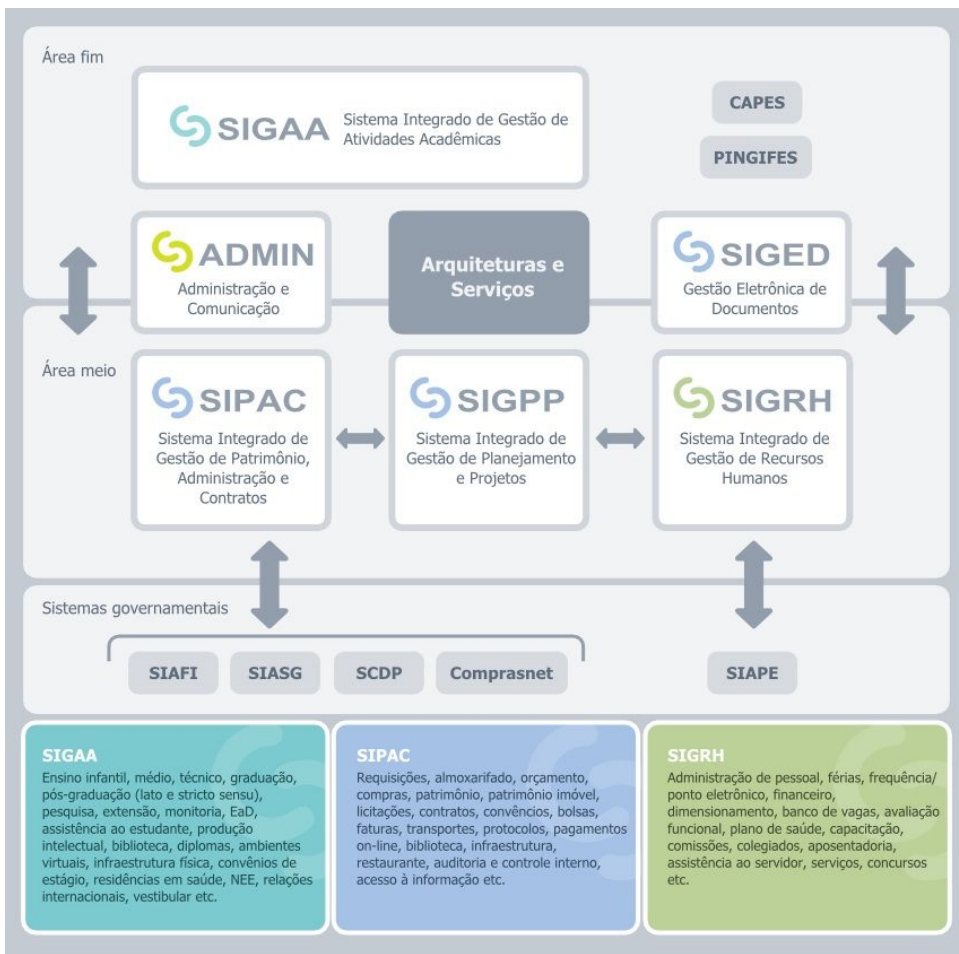 Área fim
SIGAA
Sistema Integrado de Gestão de
Atividades Acadêmicas
CAPES
PINGIFES
ADMIN
Administração e
Comunicação
Arquiteturas e
Serviços
SIGED
Gestão Eletrônica de
Documentos
Área meio
SIPAC
Sistema Integrado de
Gestão de Patrimônio,
Administração e
Contratos
SIGPP
Sistema Integrado de
Gestão de Planejamento
e Projetos
SIGRH
Sistema Integrado de
Gestão de Recursos
Humanos
Sistemas governamentais
SIAFI
SIASG
SCDP
Comprasnet
SIAPE
SIGAA
Ensino infantil, médio, técnico, graduação,
pós-graduação (lato e stricto sensu),
pesquisa, extensão, monitoria, EaD,
assistência ao estudante, produção
intelectual, biblioteca, diplomas, ambientes
virtuais, infraestrutura física, convênios de
estágio, residências em saúde, NEE, relações
internacionais, vestibular etc.
SIPAC
Requisições, almoxarifado, orçamento,
compras, patrimônio, patrimônio imóvel,
licitações, contratos, convêncios, bolsas,
faturas, transportes, protocolos, pagamentos
on-line, biblioteca, infraestrutura,
restaurante, auditoria e controle interno,
acesso à informação etc.
SIGRH
Administração de pessoal, férias, frequência/
ponto eletrônico, financeiro,
dimensionamento, banco de vagas, avaliação
funcional, plano de saúde, capacitação,
comissões, colegiados, aposentadoria,
assistência ao servidor, serviços, concursos
etc.